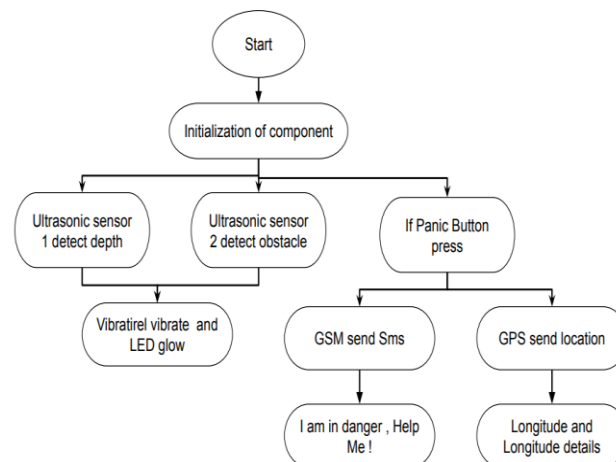 Start
Initialization of component
Ultrasonic sensor
1 detect depth
Ultrasonic sensor
2 detect obstacle
If Panic Button
press
Vibratirel vibrate and
LED glow
GSM send Sms
GPS send location
I am in danger , Help
Me !
Longitude and
Longitude details